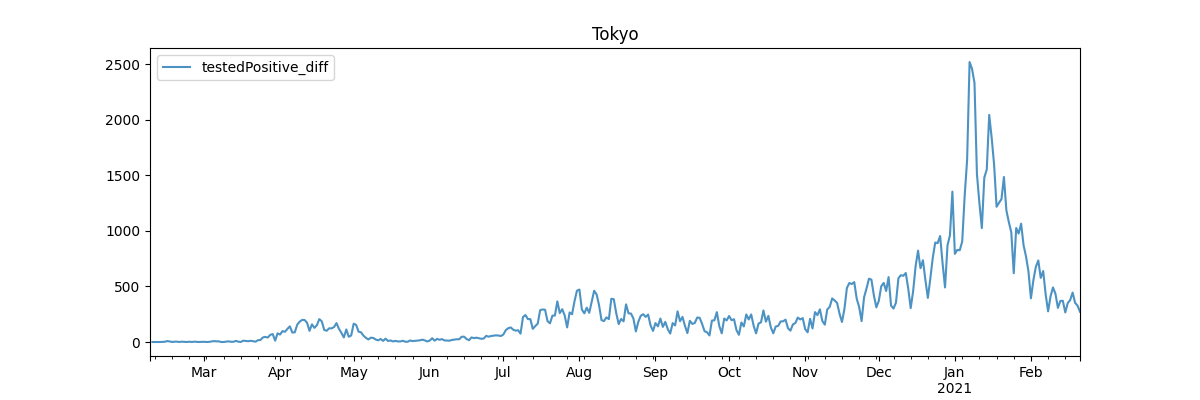 Tokyo
testedPositive_diff
2500
2000
1500
1000
500
0
Mar Apr May Jun Jul Aug Sep Oct Nov Dec Jan Feb
2021